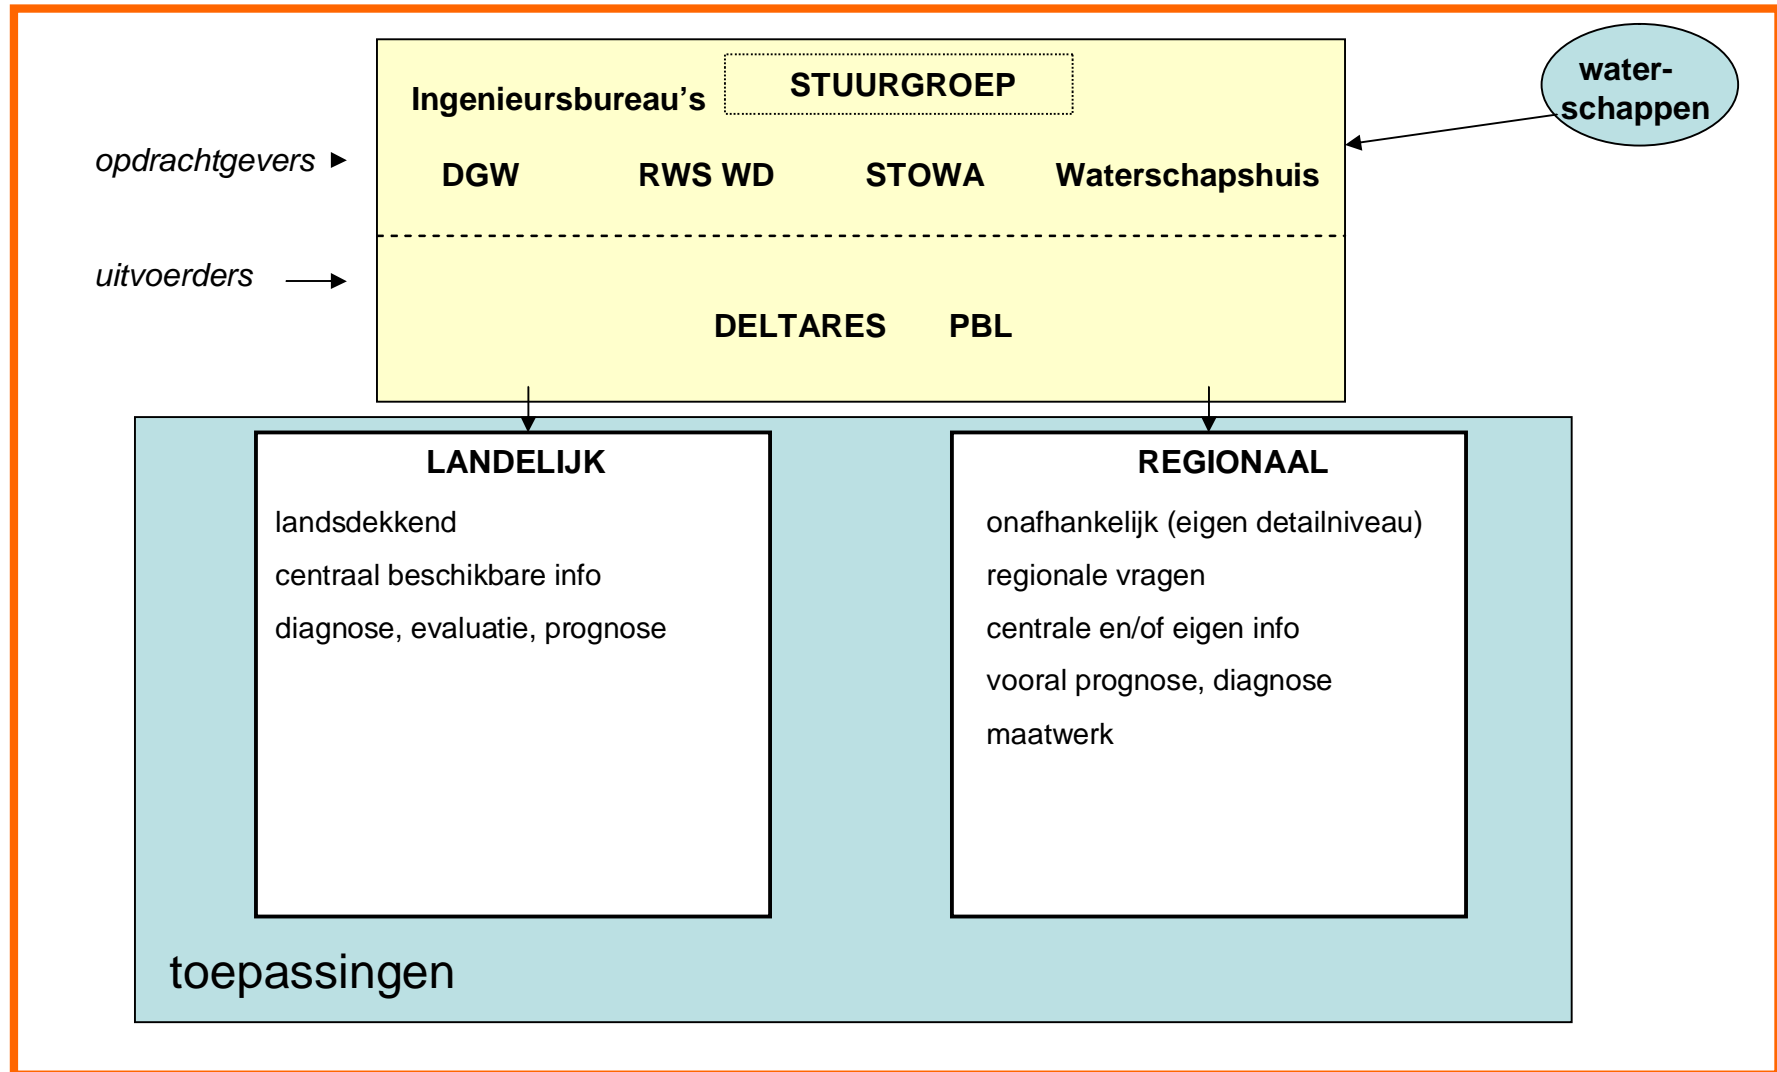 STUURGROEP
Ingenieursbureau's
water-
schappen
opdrachtgevers
DGW RWS WD STOWA Waterschapshuis
uitvoerders
DELTARES PBL
LANDELIJK
landsdekkend
centraal beschikbare info
diagnose, evaluatie, prognose
REGIONAAL
onafhankelijk (eigen detailniveau)
regionale vragen
centrale en/of eigen info
vooral prognose, diagnose
maatwerk
toepassingen